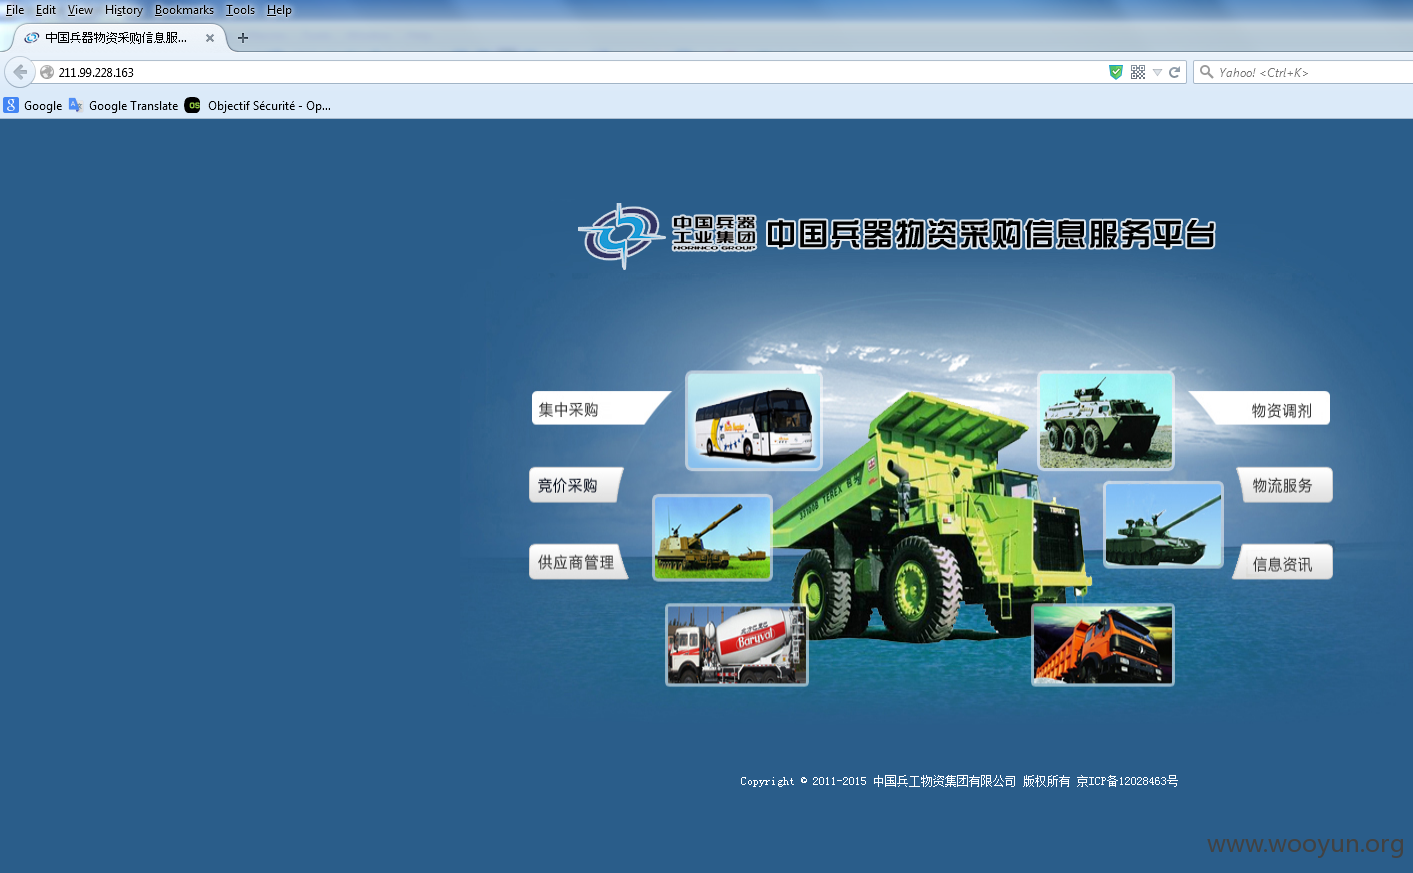 File Edit View History Bookmarks Tools Help
中国兵器物资采购信息服...
211.99.228.163
Yahoo! <Ctrl+K>
Google Google Translate OS Objectif Sécurité - Op...
中国兵器
工业集团
NORINCO GROUP
中国兵器物资采购信息服务平台
集中采购
物资调剂
竞价采购
物流服务
供应商管理
信息资讯
3310OB TEREX
TEREX
Baryval
Copyright © 2011-2015 中国兵工物资集团有限公司 版权所有 京ICP备12028463号
www.wooyun.org